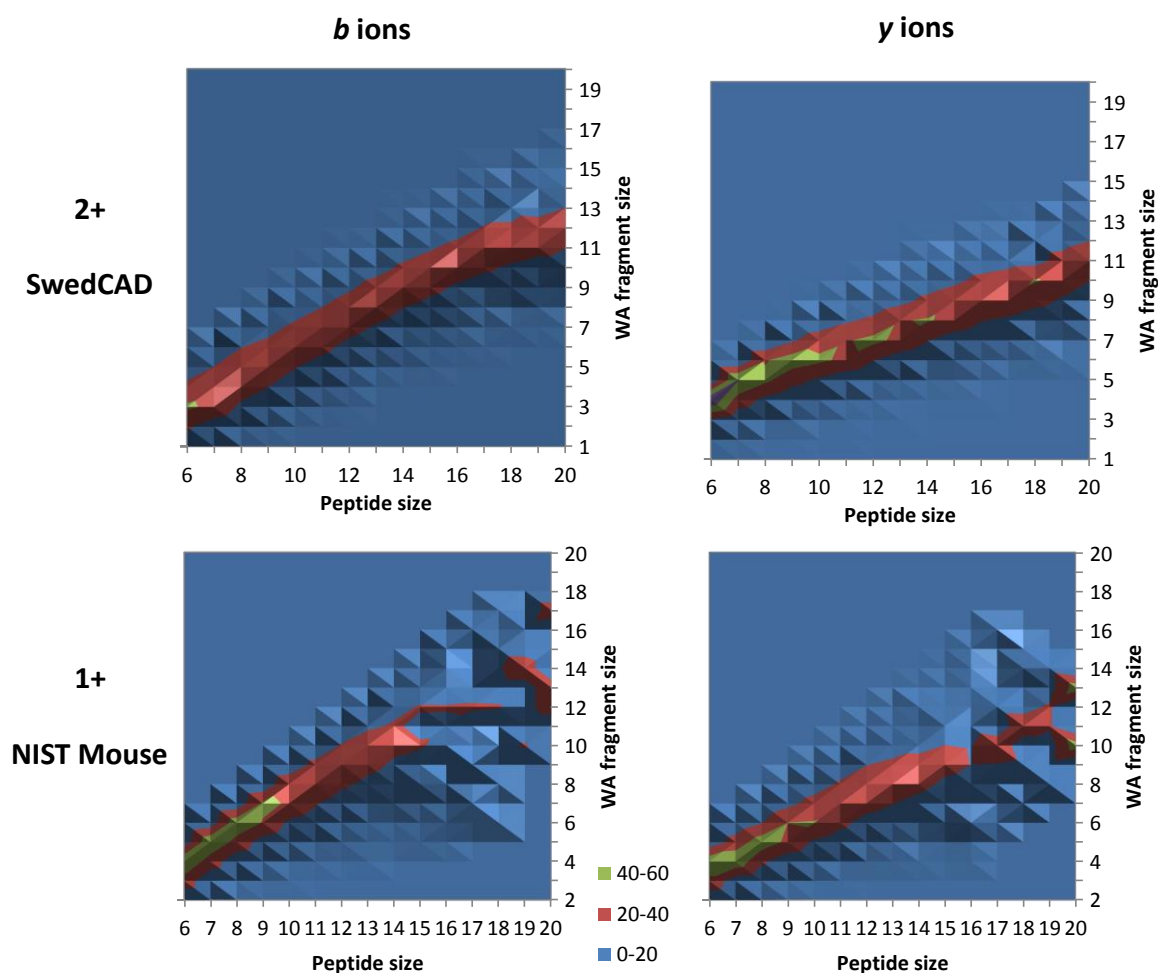 b ions
y ions
2+
SwedCAD
19
17
15
13
11
9
7
5
3
1
WA fragment size
6 8 10 12 14 16 18 20
Peptide size
19
17
15
13
11
9
7
5
3
1
WA fragment size
6 8 10 12 14 16 18 20
Peptide size
1+
NIST Mouse
20
18
16
14
12
10
8
6
4
2
WA fragment size
6 7 8 9 10 11 12 13 14 15 16 17 18 19 20
Peptide size
40-60
20-40
0-20
20
18
16
14
12
10
8
6
4
2
WA fragment size
6 7 8 9 10 11 12 13 14 15 16 17 18 19 20
Peptide size